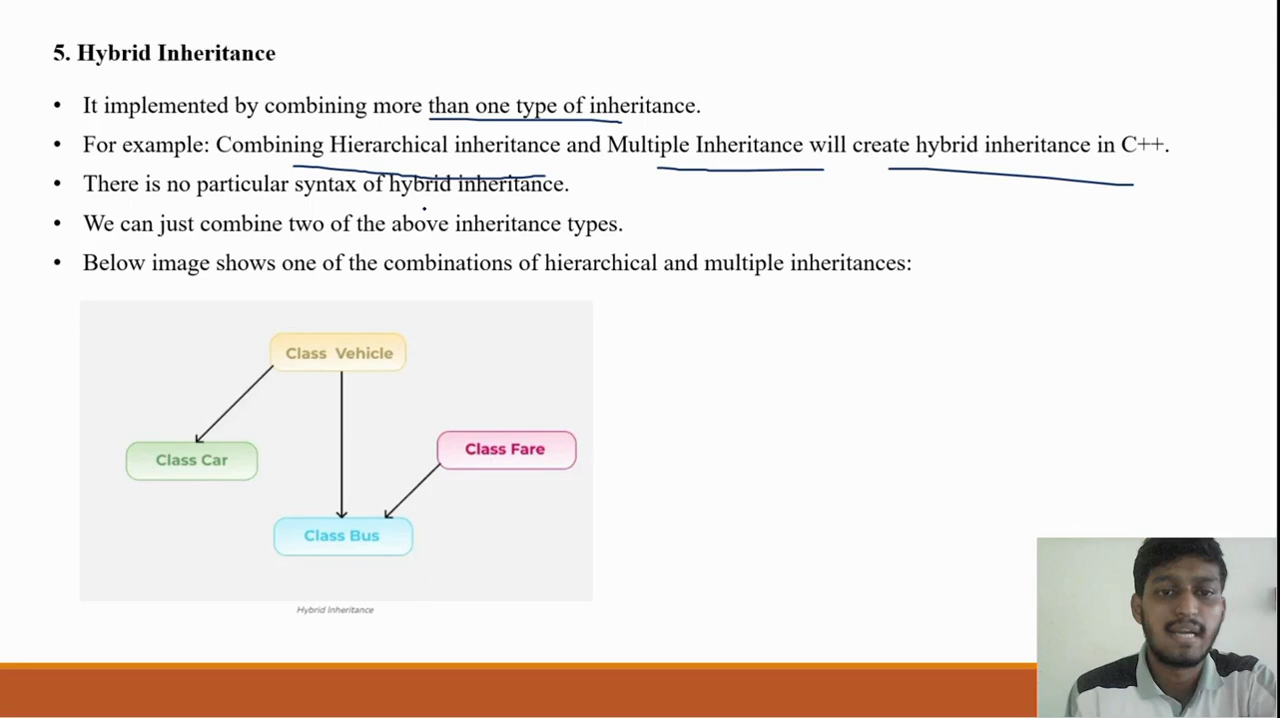 5. Hybrid Inheritance
• It implemented by combining more than one type of inheritance.
• For example: Combining Hierarchical inheritance and Multiple Inheritance will create hybrid inheritance in C++.
• There is no particular syntax of hybrid inheritance.
• We can just combine two of the above inheritance types.
• Below image shows one of the combinations of hierarchical and multiple inheritances:
Class Vehicle
Class Car
Class Fare
Class Bus
Hybrid Inheritance